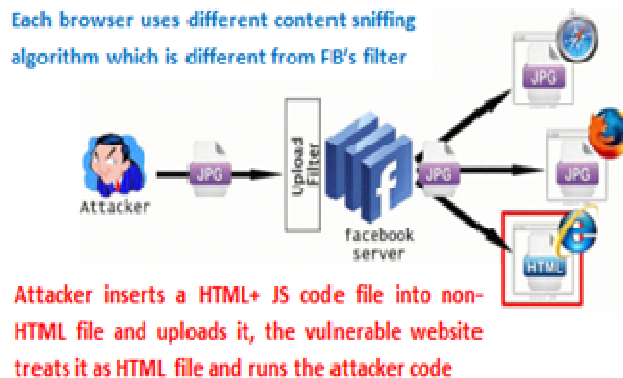 Each browser uses different content sniffing
algorithm which is different from FB's filter
JPG
Attacker
JPG
Upload
Filter
f
facebook
server
JPG
JPG
HTML
Attacker inserts a HTML+ JS code file into non-
HTML file and uploads it, the vulnerable website
treats it as HTML file and runs the attacker code